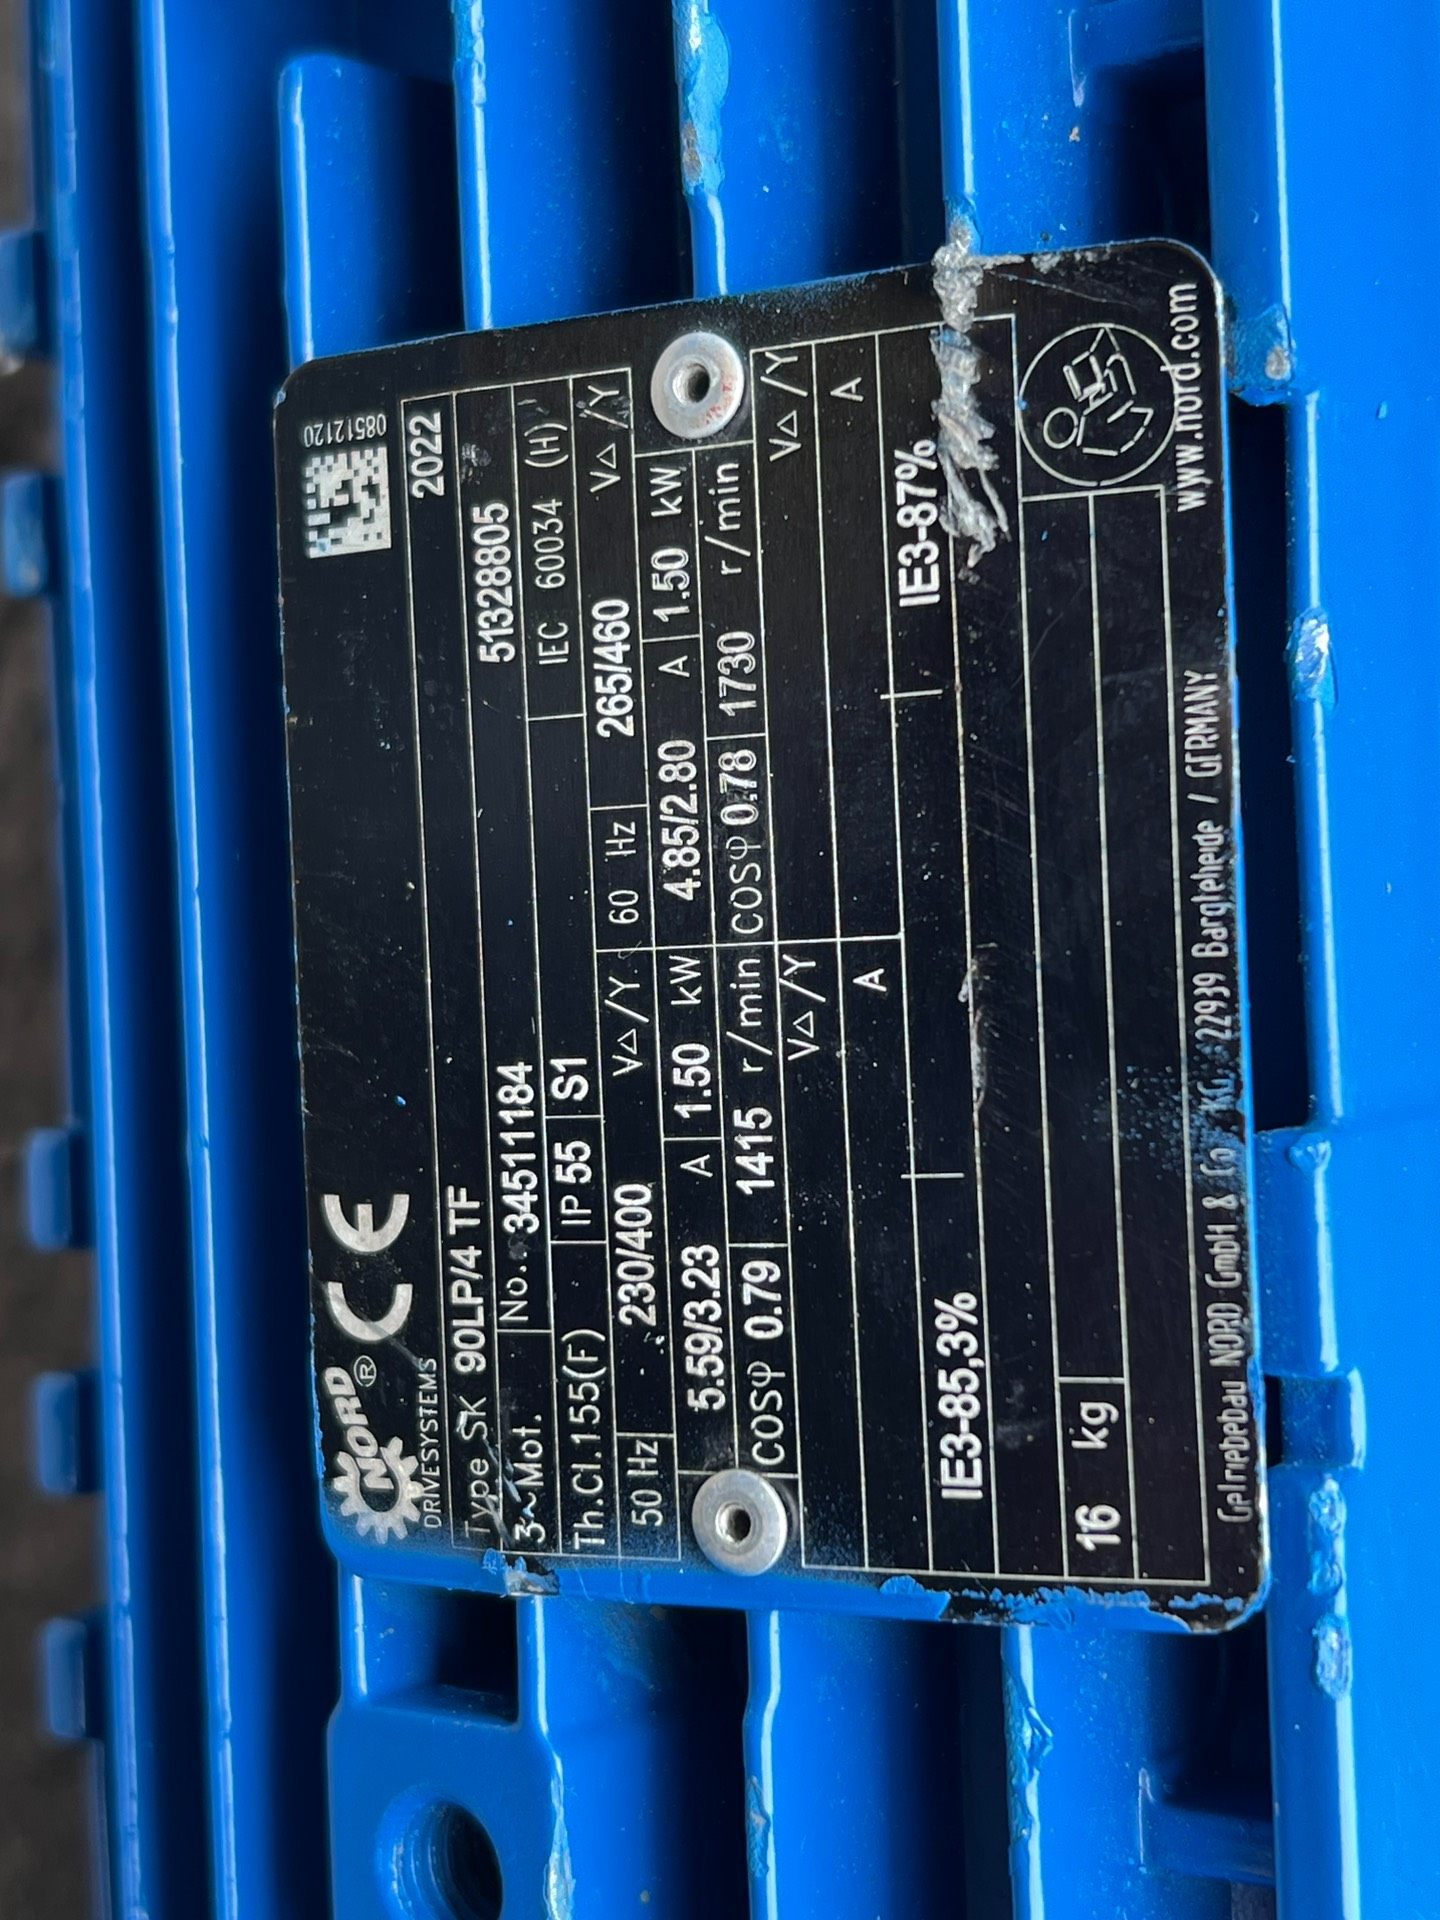 NORD®
DRIVESYSTEMS
CE
08512120
2022
Type SK 90LP/4 TF
3~Mot. No. 34511184 51328805
Th.Cl.155(F) IP 55 S1 IEC 60034 (H)
50 Hz 230/400 V△/Y 60 Hz 265/460 V△/Y
5.59/3.23 A 1.50 kW 4.85/2.80 A 1,50 kW
cosφ 0.79 1415 r/min cosφ 0,78 1730 r/min
V△/Y V△/Y
A A
IE3-85,3% IE3-87%
16 kg
Getriebebau NORD GmbH & Co. KG, 22939 Bargteheide / GERMANY www.nord.com